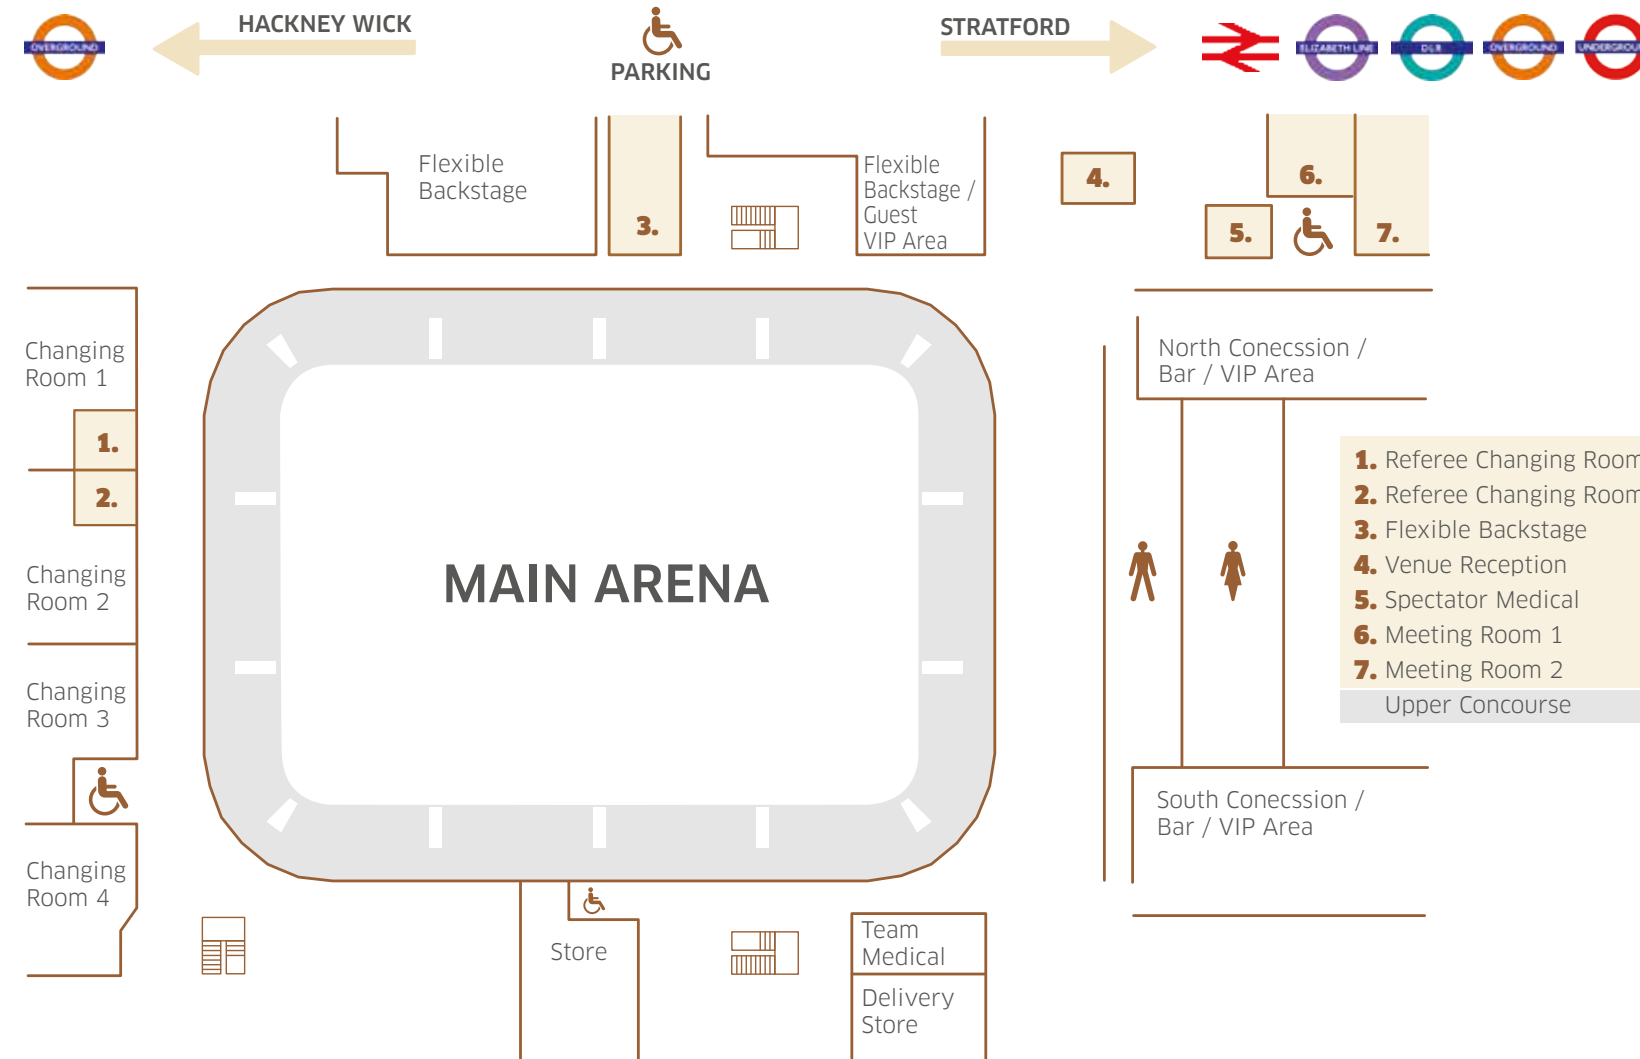 OVERGROUND
HACKNEY WICK
PARKING
STRATFORD
ELIZABETH LINE
DLR
OVERGROUND
UNDERGROU
Flexible
Backstage
3.
Flexible
Backstage /
Guest
VIP Area
4.
5.
6.
7.
Changing
Room 1
1.
2.
Changing
Room 2
Changing
Room 3
Changing
Room 4
MAIN ARENA
North Conecssion /
Bar / VIP Area
1. Referee Changing Room
2. Referee Changing Room
3. Flexible Backstage
4. Venue Reception
5. Spectator Medical
6. Meeting Room 1
7. Meeting Room 2
Upper Concourse
South Conecssion /
Bar / VIP Area
Store
Team
Medical
Delivery
Store